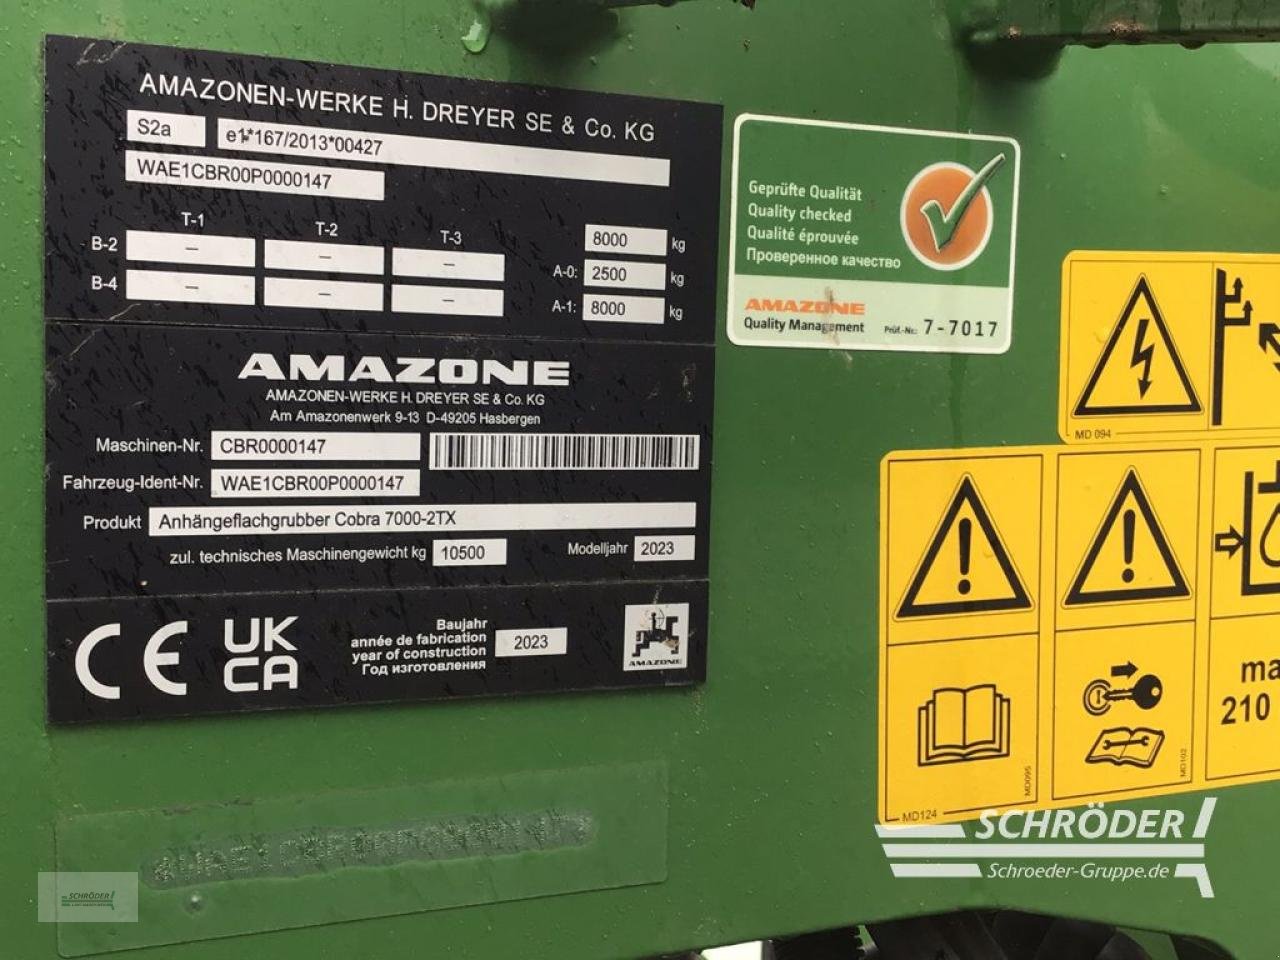 AMAZONEN-WERKE H. DREYER SE & Co. KG
S2a e1*167/2013*00427
WAE1CBR00P0000147
T-1 T-2 T-3
B-2 – – – 8000 kg
B-4 – – – A-0: 2500 kg
A-1: 8000 kg
AMAZONE
AMAZONEN-WERKE H. DREYER SE & Co. KG
Am Amazonenwerk 9-13 D-49205 Hasbergen
Maschinen-Nr. CBR0000147
Fahrzeug-Ident-Nr. WAE1CBR00P0000147
Produkt Anhängeflachgrubber Cobra 7000-2TX
zul. technisches Maschinengewicht kg 10500 Modelljahr 2023
CE UK CA
Baujahr
année de fabrication
year of construction
Год изготовления
2023
AMAZONE
Geprüfte Qualität
Quality checked
Qualité éprouvée
Проверенное качество
AMAZONE
Quality Management Prüf.-Nr.: 7-7017
MD 094
MD095
MD102
MD124
ma
210
SCHRÖDER
Schroeder-Gruppe.de
SCHRÖDER